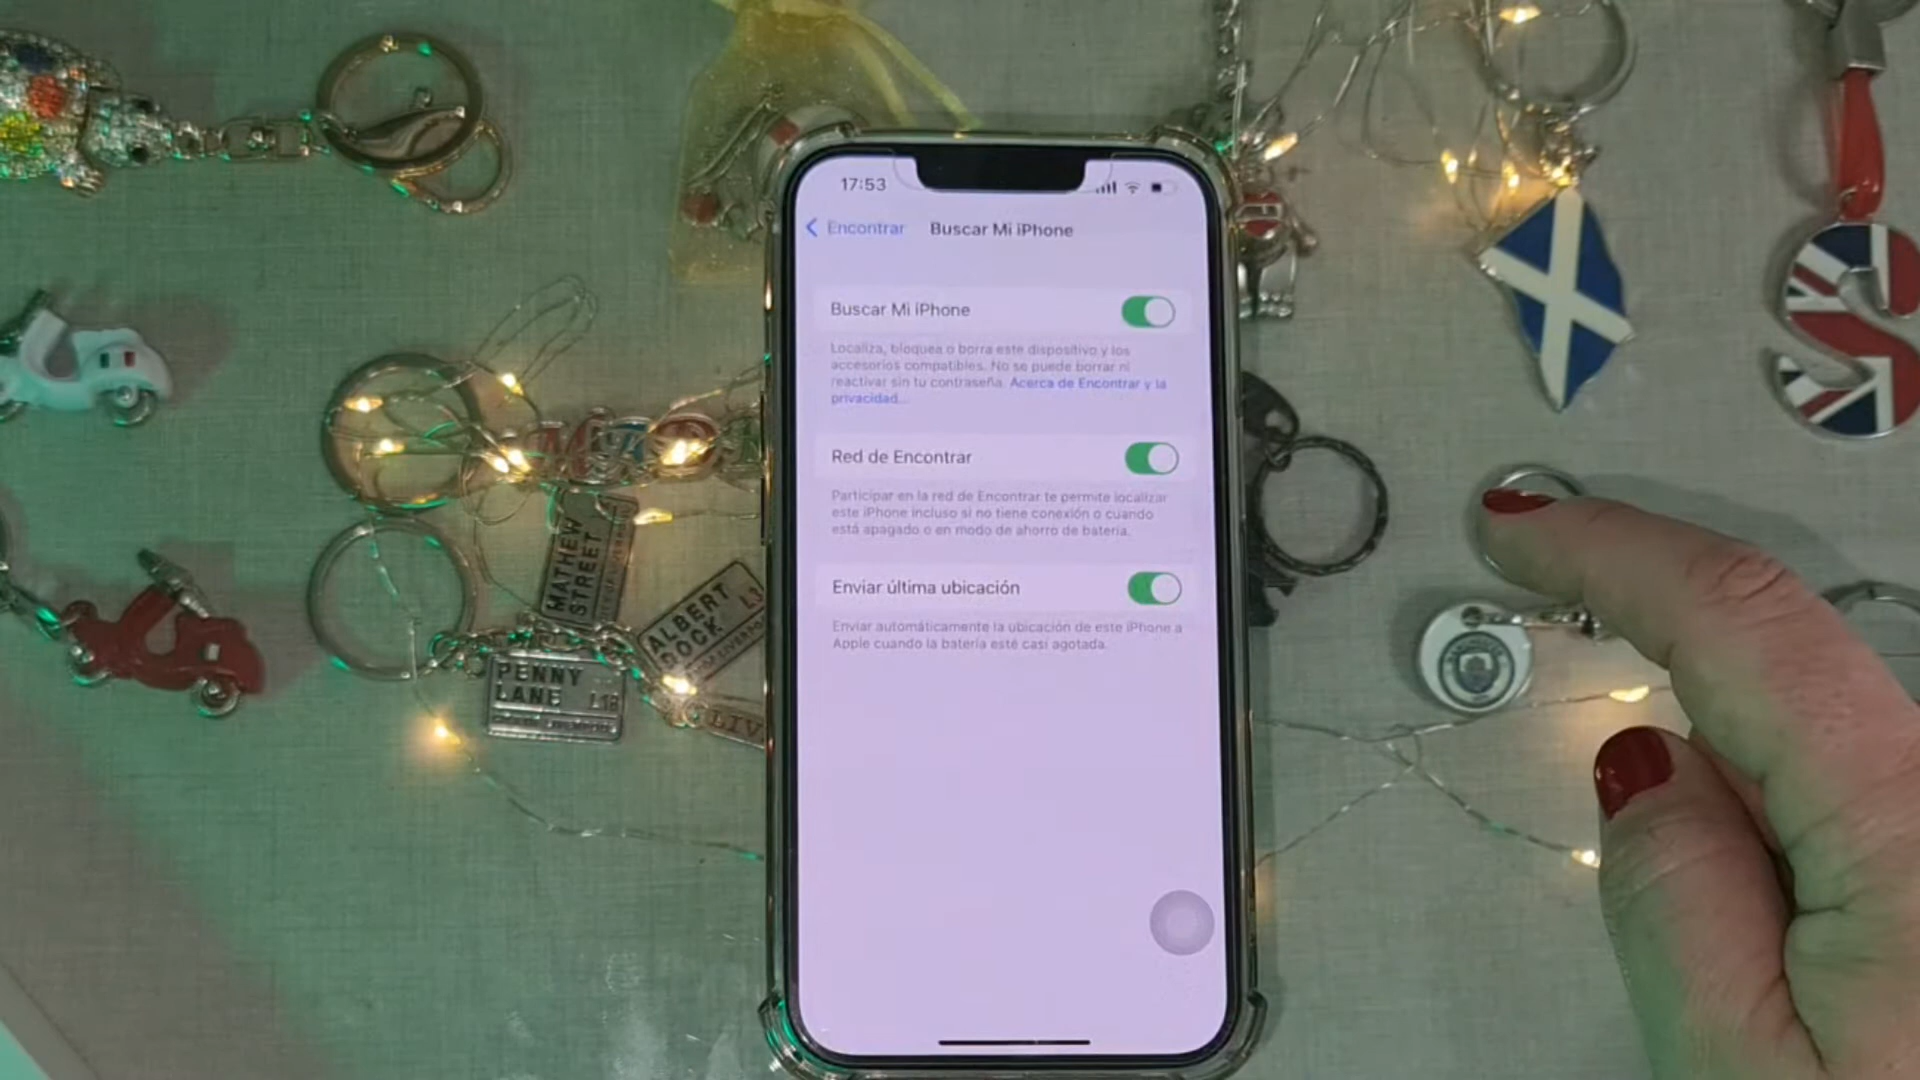 17:53
Encontrar
Buscar Mi iPhone
Buscar Mi iPhone
Localiza, bloquea o borra este dispositivo y los
accesorios compatibles. No se puede borrar ni
reactivar sin tu contraseña. Acerca de Encontrar y la
privacidad...
Red de Encontrar
Participar en la red de Encontrar te permite localizar
este iPhone incluso si no tiene conexión o cuando
está apagado o en modo de ahorro de batería.
Enviar última ubicación
Enviar automáticamente la ubicación de este iPhone a
Apple cuando la batería esté casi agotada.
MATHEW
STREET
ALBERT
DOCK
PENNY
LANE L18